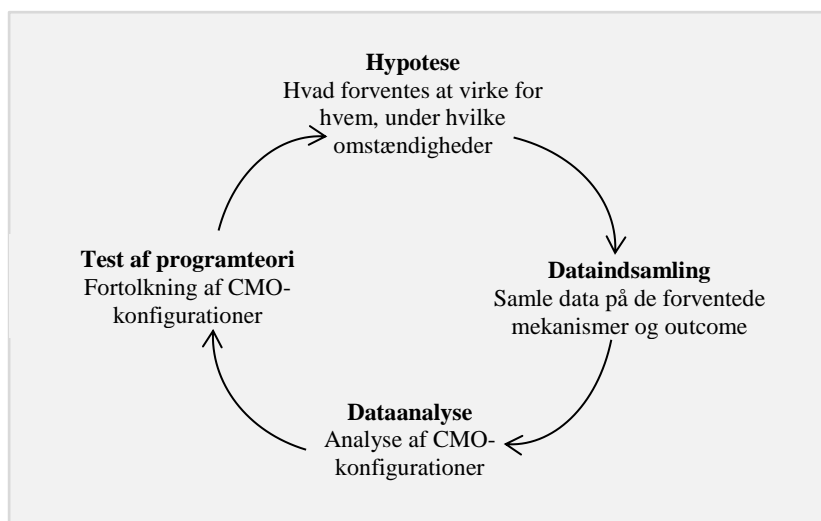 Hypotese
Hvad forventes at virke for
hvem, under hvilke
omstændigheder
Dataindsamling
Samle data på de forventede
mekanismer og outcome
Dataanalyse
Analyse af CMO-
konfigurationer
Test af programteori
Fortolkning af CMO-
konfigurationer